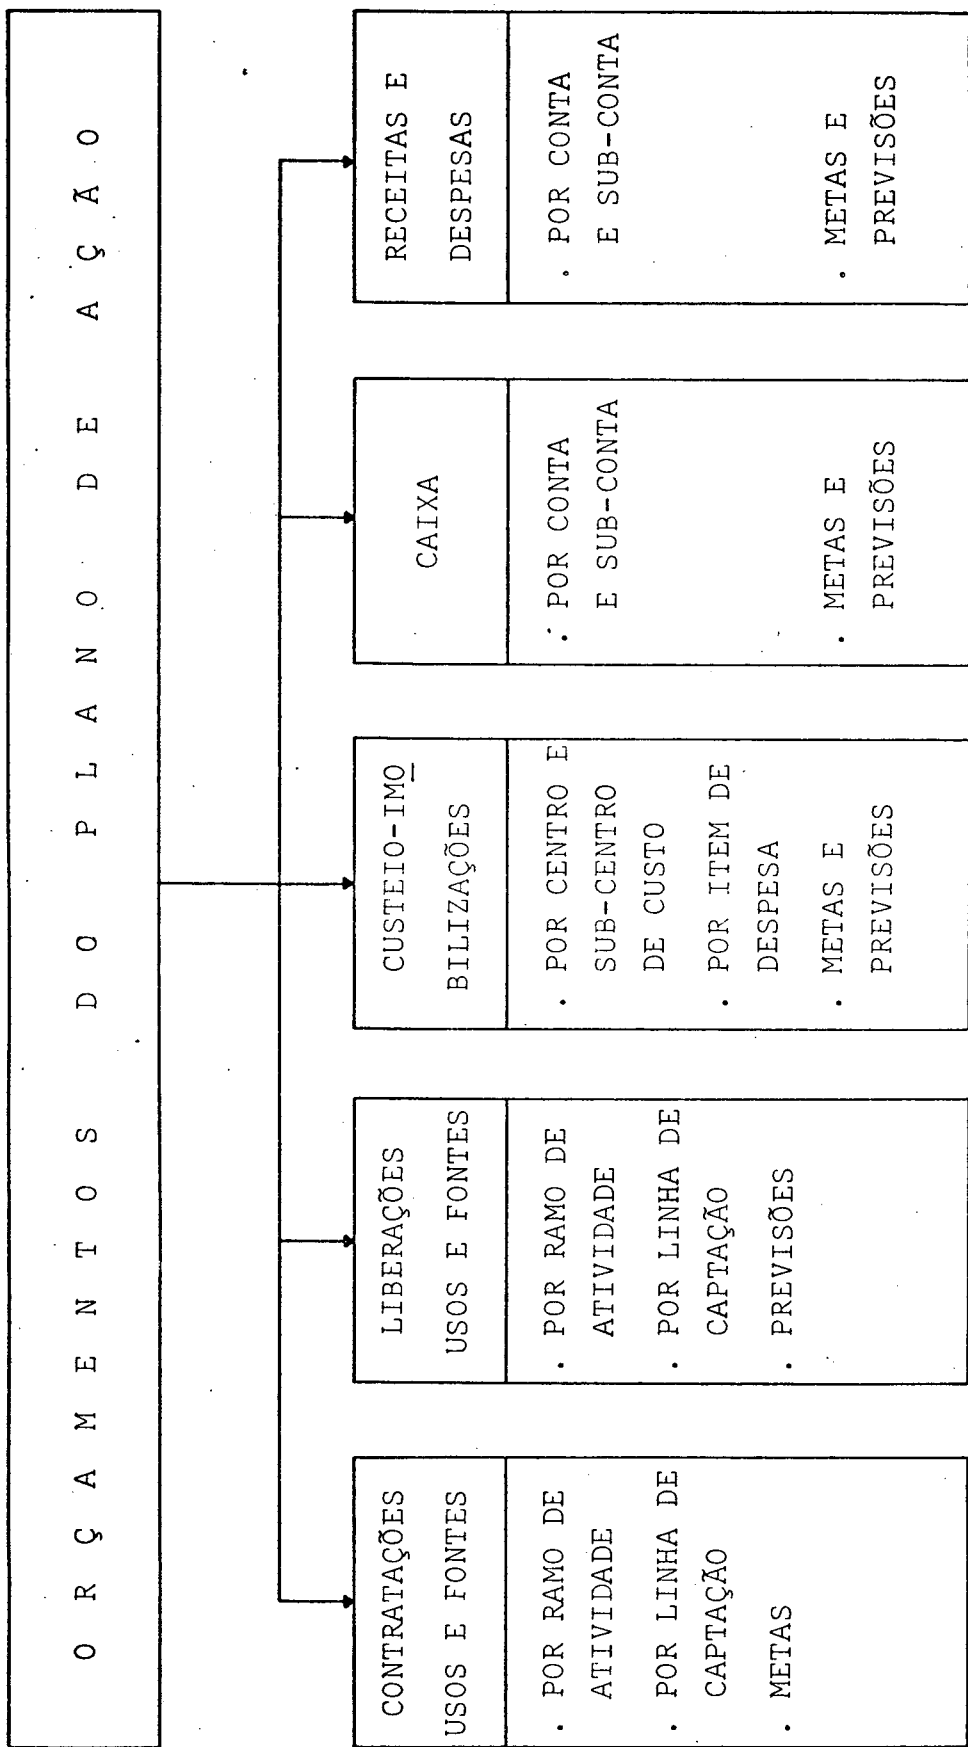 ORÇAMENTOS DO PLANO DE AÇÃO
CONTRATAÇÕES
USOS E FONTES
. POR RAMO DE
ATIVIDADE
. POR LINHA DE
CAPTAÇÃO
. METAS
LIBERAÇÕES
USOS E FONTES
. POR RAMO DE
ATIVIDADE
. POR LINHA DE
CAPTAÇÃO
. PREVISÕES
CUSTEIO-IMO
BILIZAÇÕES
. POR CENTRO E
SUB-CENTRO
DE CUSTO
. POR ITEM DE
DESPESA
. METAS E
PREVISÕES
CAIXA
. POR CONTA
E SUB-CONTA
. METAS E
PREVISÕES
RECEITAS E
DESPESAS
. POR CONTA
E SUB-CONTA
. METAS E
PREVISÕES